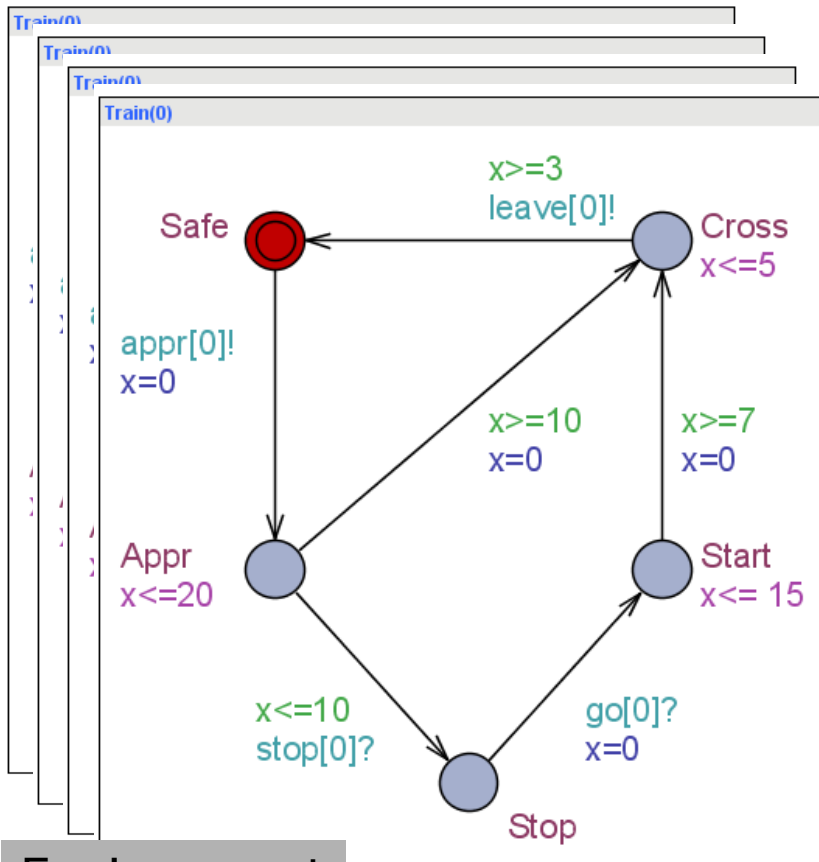 Train(0)
Train(0)
Train(0)
Train(0)
x>=3
leave[0]!
Safe
Cross
x<=5
appr[0]!
x=0
x>=10
x=0
x>=7
x=0
Appr
x<=20
Start
x<= 15
x<=10
stop[0]?
go[0]?
x=0
Stop